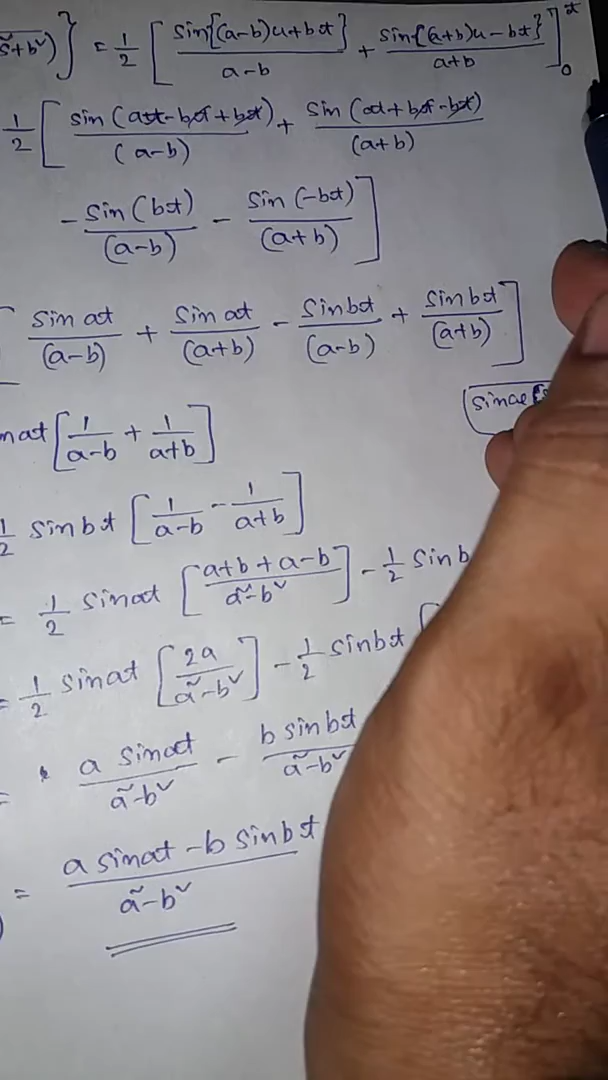 s²+b²)} = 1/2 [ sin{(a-b)u+bt}/(a-b) + sin{(a+b)u-bt}/(a+b) ]₀ᵗ
1/2 [ sin(at-bt+bt)/(a-b) + sin(at+bt-bt)/(a+b)
- sin(bt)/(a-b) - sin(-bt)/(a+b) ]
[ sin at/(a-b) + sin at/(a+b) - sin bt/(a-b) + sin bt/(a+b) ]
n at [ 1/(a-b) + 1/(a+b) ]
1/2 sin bt [ 1/(a-b) - 1/(a+b) ]
= 1/2 sin at [ (a+b+a-b)/(a²-b²) ] - 1/2 sin b
= 1/2 sin at [ 2a/(a²-b²) ] - 1/2 sin bt [
= a sin at/(a²-b²) - b sin bt/(a²-b²)
) = (a sin at - b sin bt)/(a²-b²)